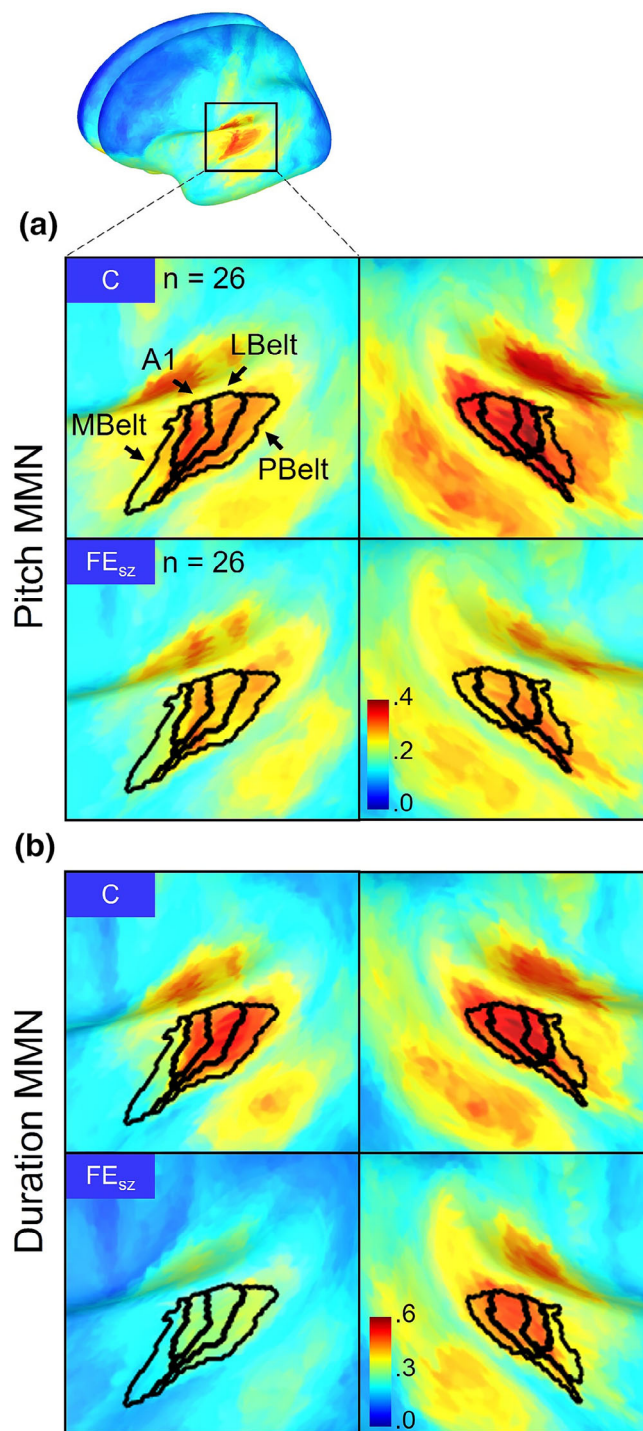 (a)
C n = 26
A1 LBelt
MBelt
PBelt
Pitch MMN
FEsz n = 26
.4
.2
.0
(b)
C
Duration MMN
FEsz
.6
.3
.0